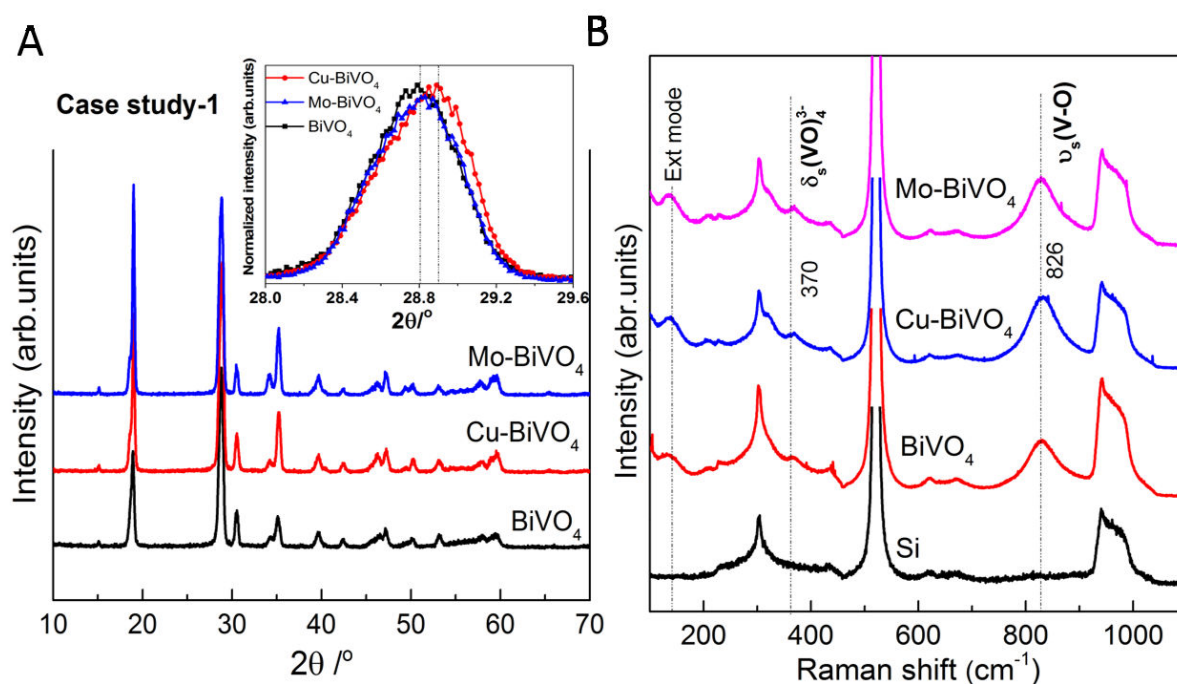 A
Case study-1
Normalized intensity (arb.units)
Cu-BiVO4
Mo-BiVO4
BiVO4
28.0 28.4 28.8 29.2 29.6
2θ/º
Intensity (arb.units)
Mo-BiVO4
Cu-BiVO4
BiVO4
10 20 30 40 50 60 70
2θ /º
B
Intensity (abr.units)
Ext mode
δs(VO)4 3-
υs(V-O)
370
826
Mo-BiVO4
Cu-BiVO4
BiVO4
Si
200 400 600 800 1000
Raman shift (cm-1)